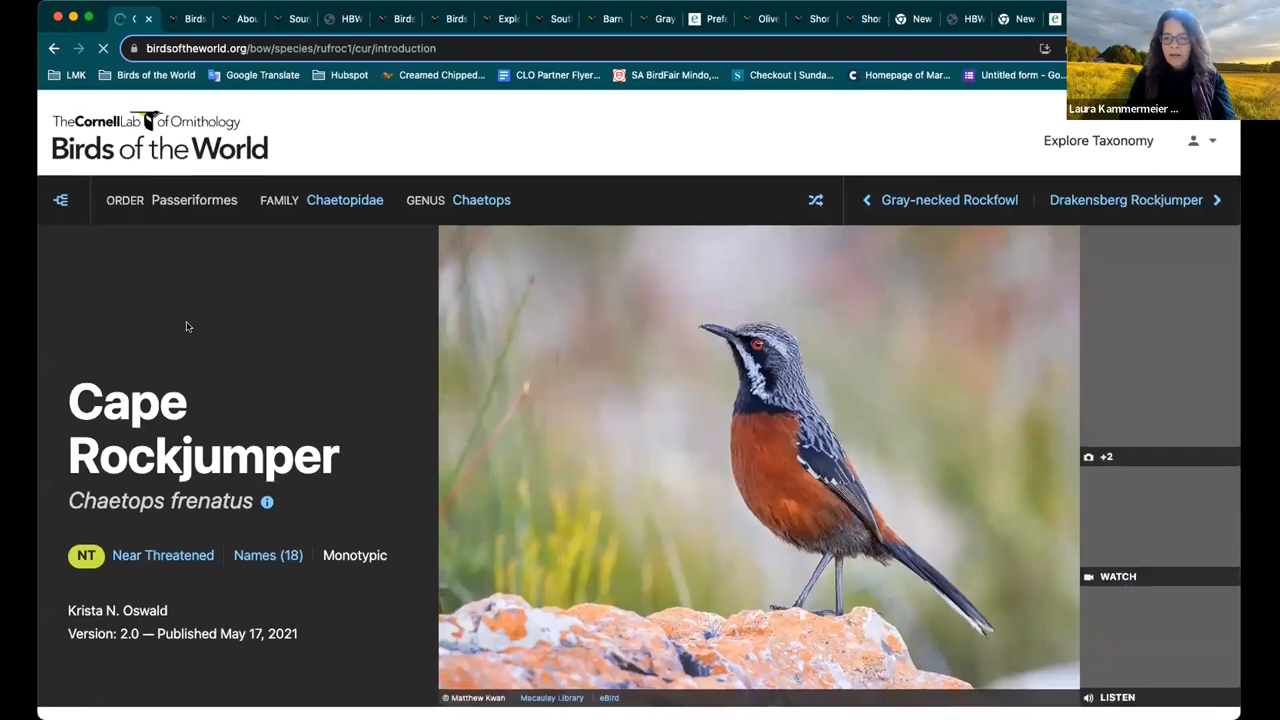 C
Birds
Abou
Sour
HBW
Birds
Birds
Expl
Sout
Barn
Gray
Prefe
Olive
Shor
Shor
New
HBW
New
birdsoftheworld.org/bow/species/rufroc1/cur/introduction
LMK
Birds of the World
Google Translate
Hubspot
Creamed Chipped...
CLO Partner Flyer...
SA BirdFair Mindo,...
Checkout | Sunda...
Homepage of Mar...
Untitled form - Go...
Laura Kammermeier ...
TheCornellLab of Ornithology
Birds of the World
Explore Taxonomy
ORDER Passeriformes FAMILY Chaetopidae GENUS Chaetops
Gray-necked Rockfowl
Drakensberg Rockjumper
Cape
Rockjumper
Chaetops frenatus
NT Near Threatened Names (18) Monotypic
Krista N. Oswald
Version: 2.0 — Published May 17, 2021
+2
WATCH
LISTEN
© Matthew Kwan Macaulay Library eBird